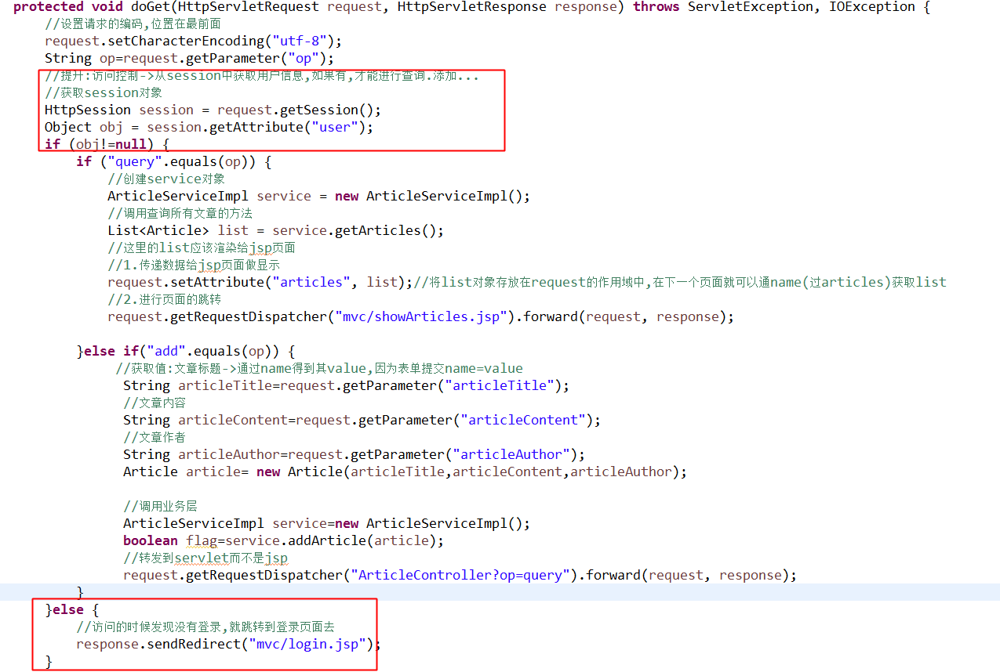 protected void doGet(HttpServletRequest request, HttpServletResponse response) throws ServletException, IOException {
//设置请求的编码,位置在最前面
request.setCharacterEncoding("utf-8");
String op=request.getParameter("op");
//提升:访问控制->从session中获取用户信息,如果有,才能进行查询.添加...
//获取session对象
HttpSession session = request.getSession();
Object obj = session.getAttribute("user");
if (obj!=null) {
if ("query".equals(op)) {
//创建service对象
ArticleServiceImpl service = new ArticleServiceImpl();
//调用查询所有文章的方法
List<Article> list = service.getArticles();
//这里的list应该渲染给jsp页面
//1.传递数据给jsp页面做显示
request.setAttribute("articles", list);//将list对象存放在request的作用域中,在下一个页面就可以通name(过articles)获取list
//2.进行页面的跳转
request.getRequestDispatcher("mvc/showArticles.jsp").forward(request, response);
}else if("add".equals(op)) {
//获取值:文章标题->通过name得到其value,因为表单提交name=value
String articleTitle=request.getParameter("articleTitle");
//文章内容
String articleContent=request.getParameter("articleContent");
//文章作者
String articleAuthor=request.getParameter("articleAuthor");
Article article= new Article(articleTitle,articleContent,articleAuthor);
//调用业务层
ArticleServiceImpl service=new ArticleServiceImpl();
boolean flag=service.addArticle(article);
//转发到servlet而不是jsp
request.getRequestDispatcher("ArticleController?op=query").forward(request, response);
}
}else {
//访问的时候发现没有登录,就跳转到登录页面去
response.sendRedirect("mvc/login.jsp");
}